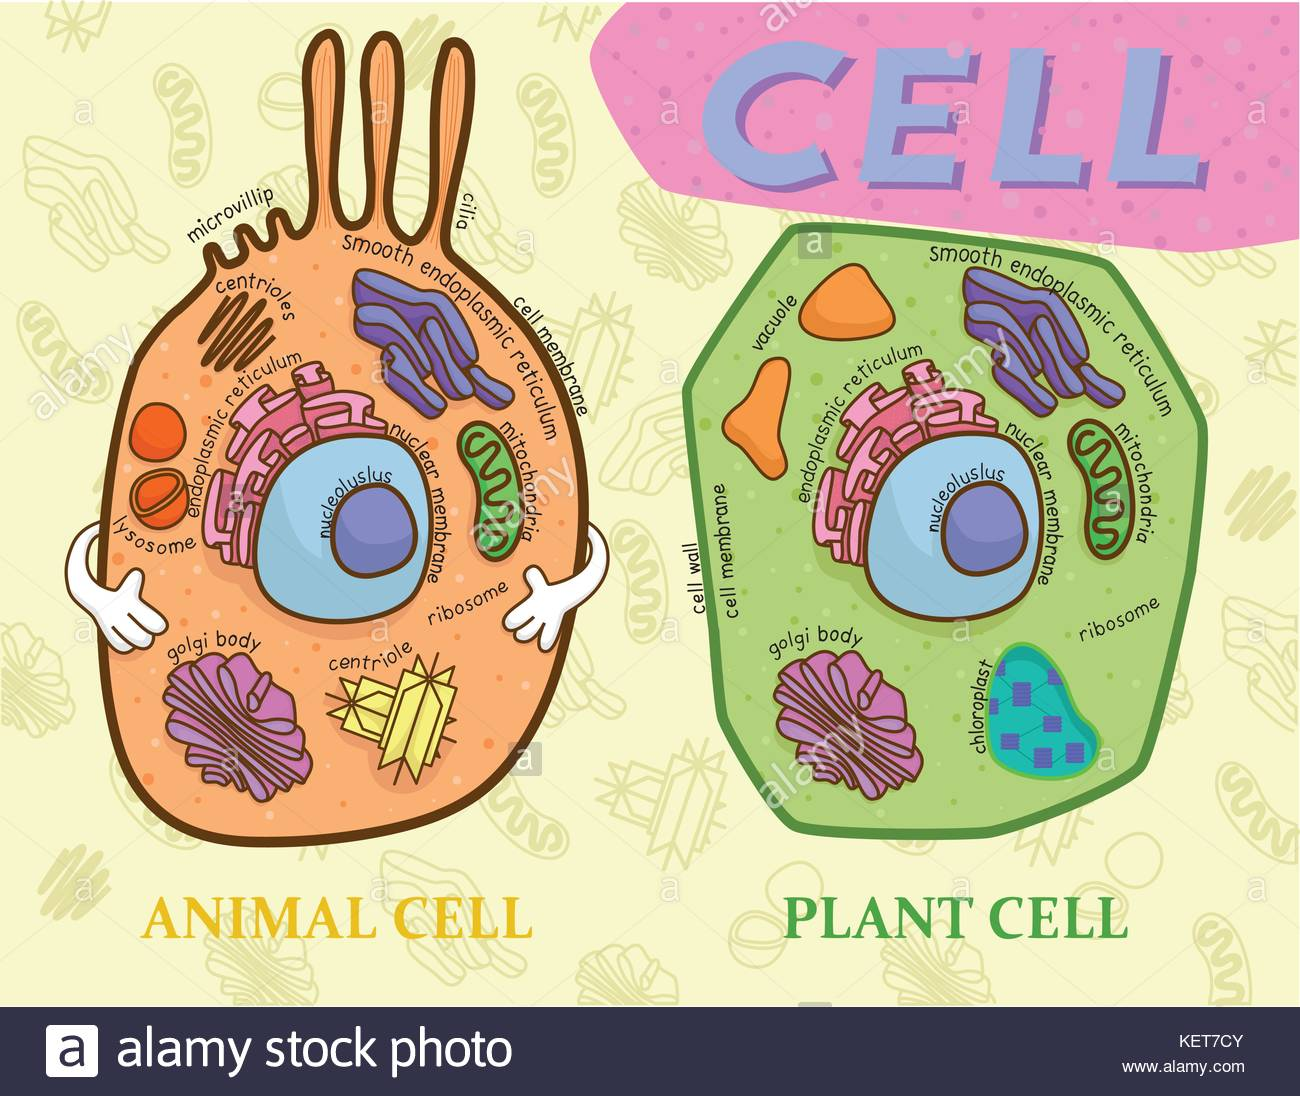 CELL
microvillip
cilia
smooth endoplasmic reticulum
cell membrane
centrioles
endoplasmic reticulum
nuclear membrane
mitochondria
nucleoluslus
lysosome
ribosome
golgi body
centriole
ANIMAL CELL
smooth endoplasmic reticulum
vacuole
endoplasmic reticulum
nuclear membrane
mitochondria
nucleoluslus
cell wall
cell membrane
ribosome
golgi body
chloroplast
PLANT CELL
alamy
a
a alamy stock photo
KET7CY
www.alamy.com